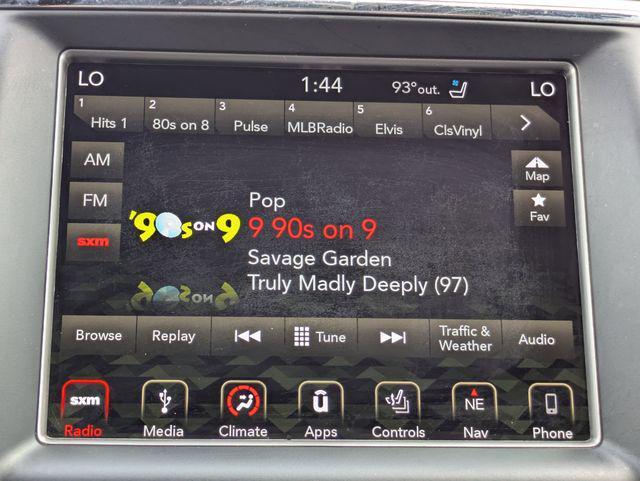 LO 1:44 93° out. LO
1 Hits 1 2 80s on 8 3 Pulse 4 MLBRadio 5 Elvis 6 ClsVinyl
AM
Map
FM
Fav
sxm
'90s ON 9
Pop
9 90s on 9
Savage Garden
Truly Madly Deeply (97)
Browse Replay Tune Traffic & Weather Audio
sxm NE
Radio Media Climate Apps Controls Nav Phone